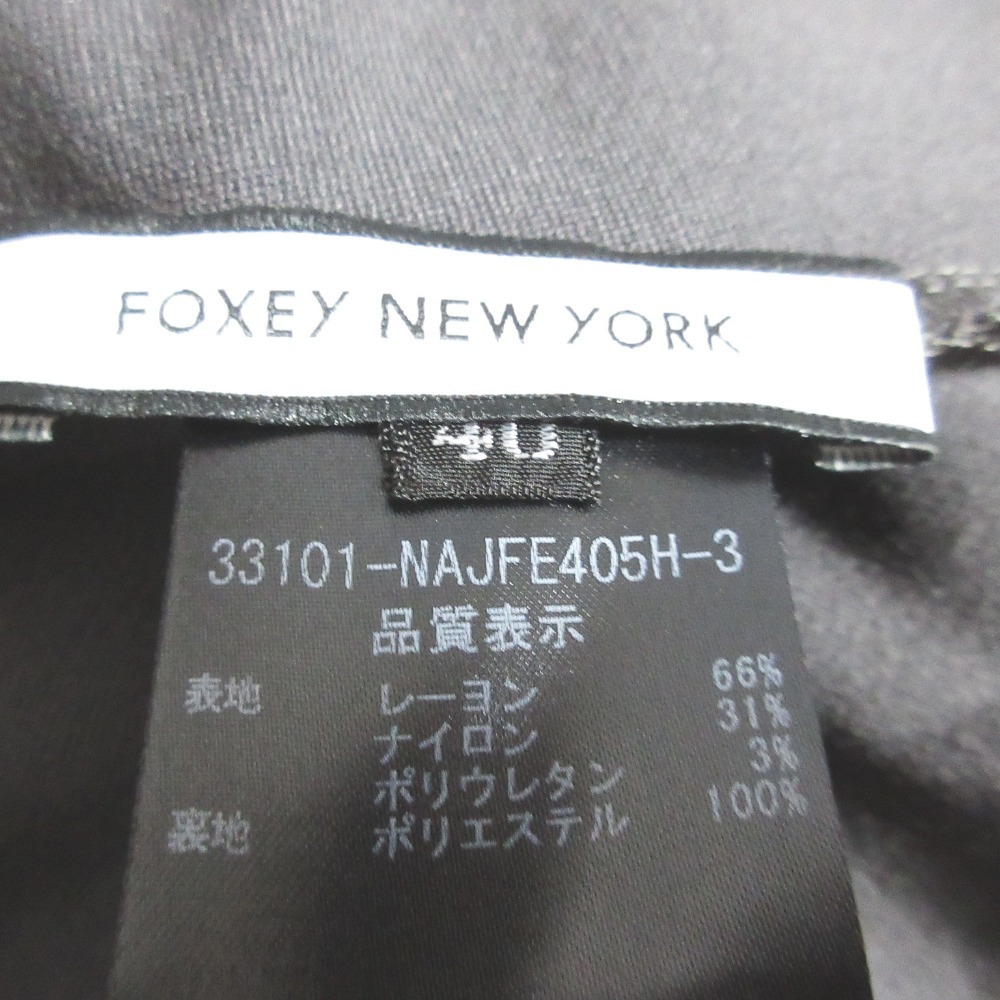 FOXEY NEW YORK
40
33101-NAJFE405H-3
品質表示
表地 レーヨン 66%
ナイロン 31%
ポリウレタン 3%
裏地 ポリエステル 100%